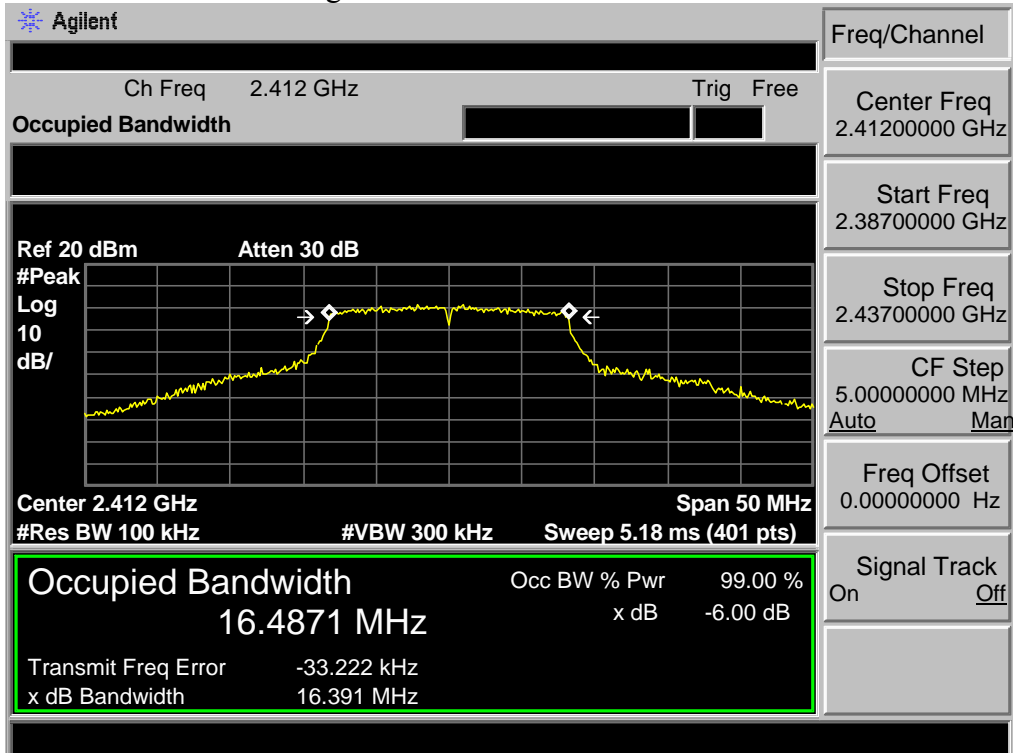 Agilent
Freq/Channel
Ch Freq 2.412 GHz Trig Free
Occupied Bandwidth
Center Freq
2.41200000 GHz
Start Freq
2.38700000 GHz
Ref 20 dBm Atten 30 dB
#Peak
Log
10
dB/
Stop Freq
2.43700000 GHz
CF Step
5.00000000 MHz
Auto Man
Freq Offset
0.00000000 Hz
Center 2.412 GHz Span 50 MHz
#Res BW 100 kHz #VBW 300 kHz Sweep 5.18 ms (401 pts)
Signal Track
On Off
Occupied Bandwidth Occ BW % Pwr 99.00 %
16.4871 MHz x dB -6.00 dB
Transmit Freq Error -33.222 kHz
x dB Bandwidth 16.391 MHz